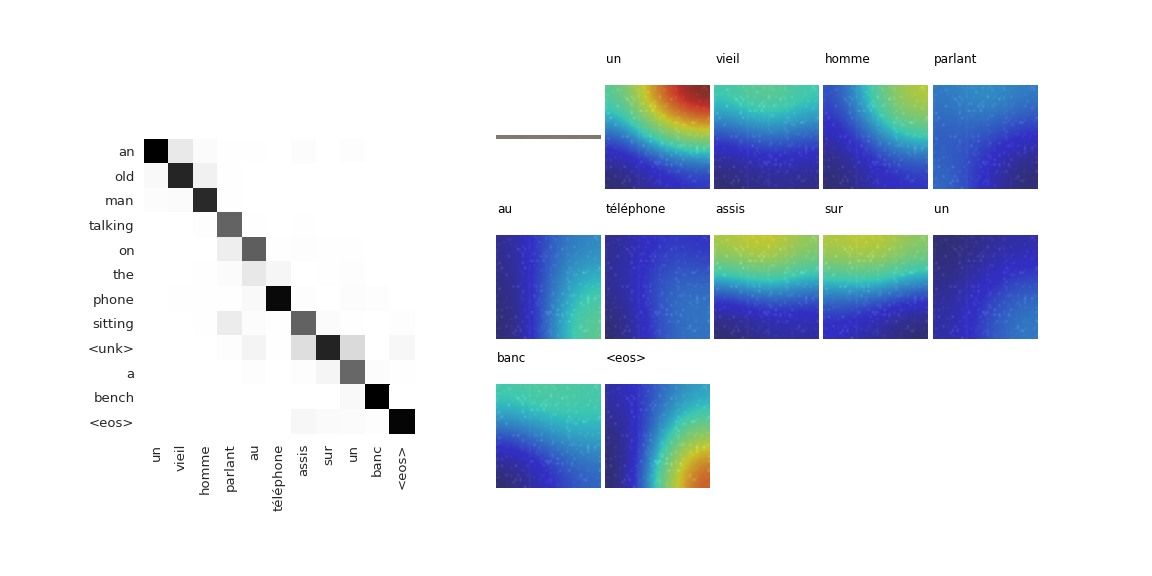 an
old
man
talking
on
the
phone
sitting
<unk>
a
bench
<eos>
un
vieil
homme
parlant
au
téléphone
assis
sur
un
banc
<eos>
un
vieil
homme
parlant
au
téléphone
assis
sur
un
banc
<eos>